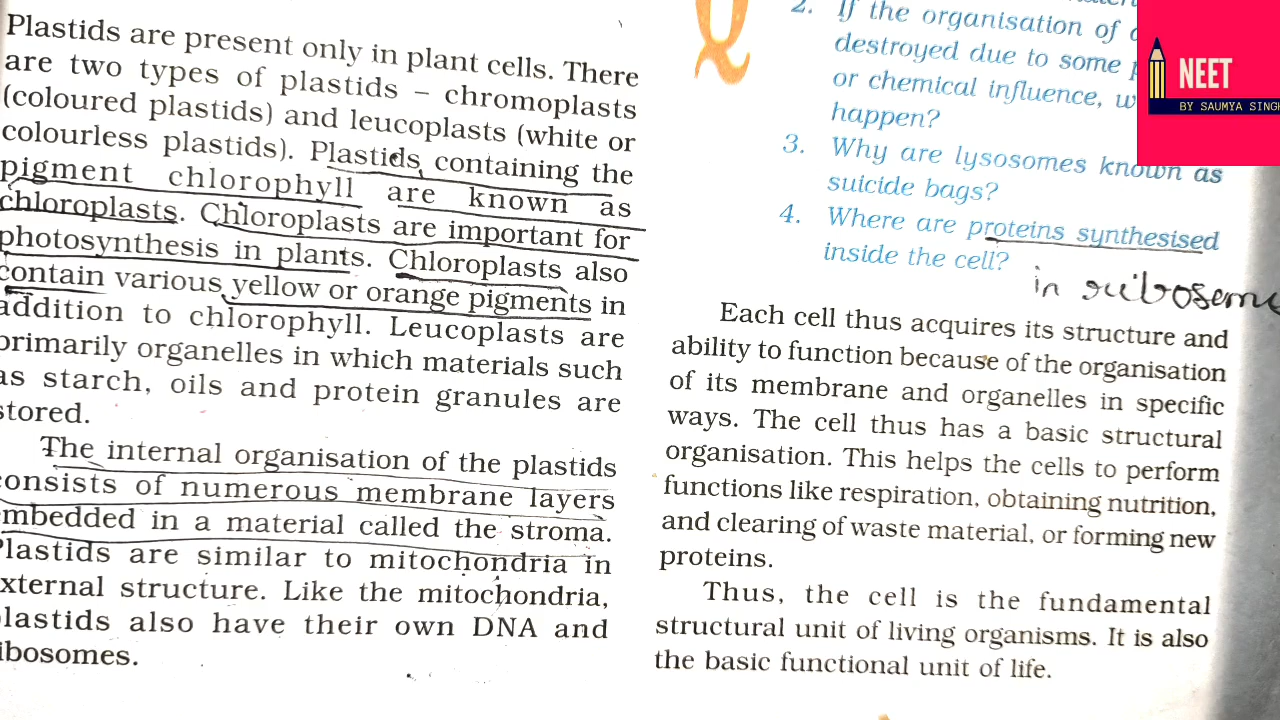 Plastids are present only in plant cells. There
are two types of plastids – chromoplasts
(coloured plastids) and leucoplasts (white or
colourless plastids). Plastids containing the
pigment chlorophyll are known as
chloroplasts. Chloroplasts are important for
photosynthesis in plants. Chloroplasts also
contain various yellow or orange pigments in
addition to chlorophyll. Leucoplasts are
primarily organelles in which materials such
as starch, oils and protein granules are
stored.
The internal organisation of the plastids
consists of numerous membrane layers
embedded in a material called the stroma.
Plastids are similar to mitochondria in
external structure. Like the mitochondria,
plastids also have their own DNA and
ribosomes.
Q
2. If the organisation of
destroyed due to some
or chemical influence,
happen?
3. Why are lysosomes known as
suicide bags?
4. Where are proteins synthesised
inside the cell?
in ribosome
Each cell thus acquires its structure and
ability to function because of the organisation
of its membrane and organelles in specific
ways. The cell thus has a basic structural
organisation. This helps the cells to perform
functions like respiration, obtaining nutrition,
and clearing of waste material, or forming new
proteins.
Thus, the cell is the fundamental
structural unit of living organisms. It is also
the basic functional unit of life.
NEET
BY SAUMYA SINGH